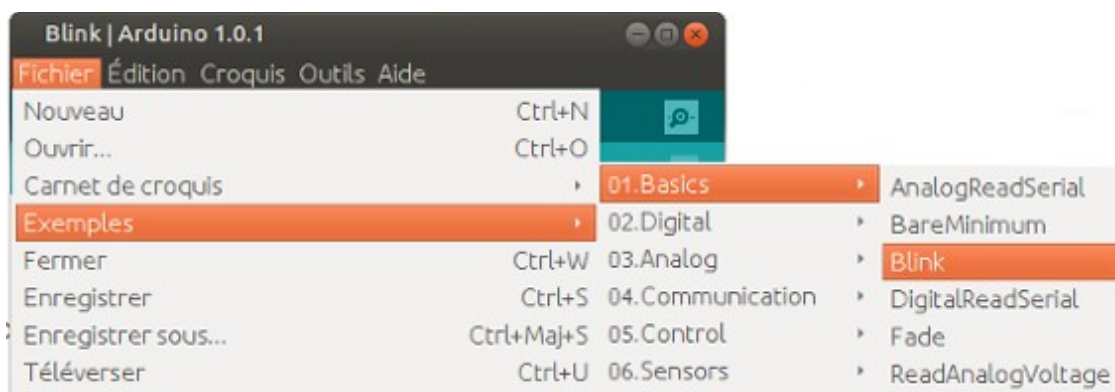 Blink | Arduino 1.0.1
Fichier Édition Croquis Outils Aide
Nouveau Ctrl+N
Ouvrir... Ctrl+O
Carnet de croquis
Exemples
Fermer Ctrl+W
Enregistrer Ctrl+S
Enregistrer sous... Ctrl+Maj+S
Téléverser Ctrl+U
01.Basics
02.Digital
03.Analog
04.Communication
05.Control
06.Sensors
AnalogReadSerial
BareMinimum
Blink
DigitalReadSerial
Fade
ReadAnalogVoltage